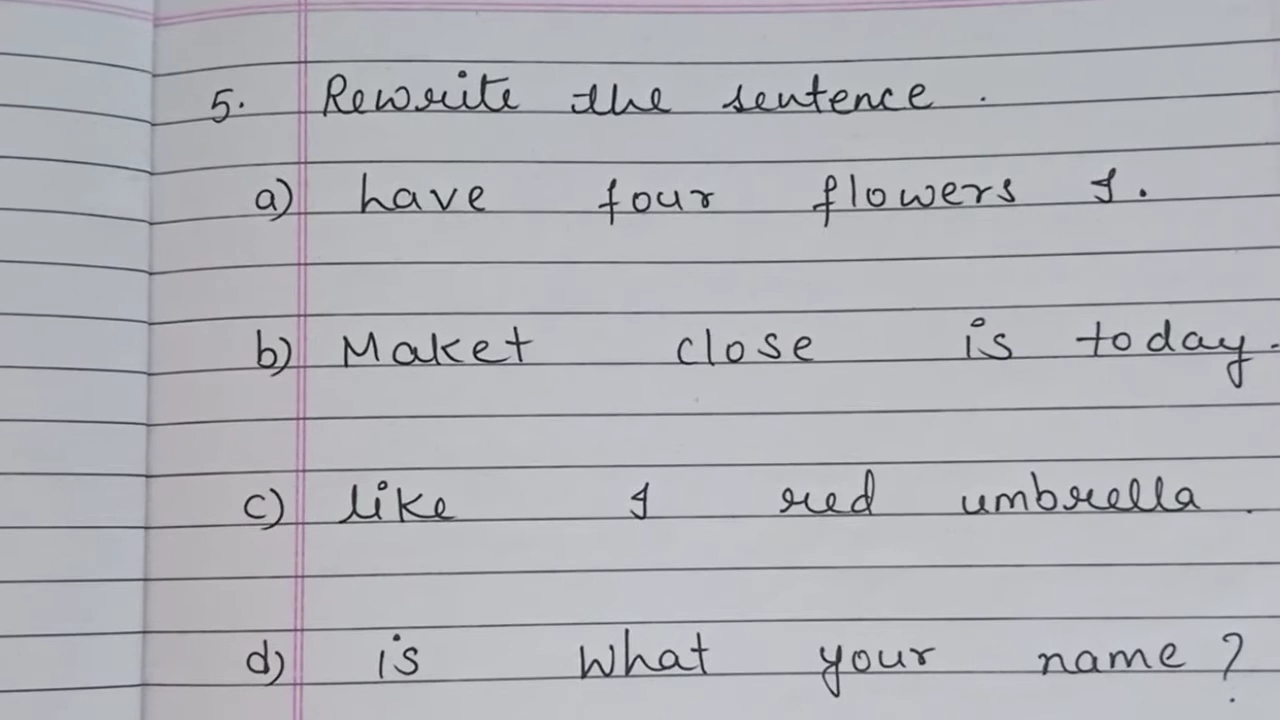 5. Rewrite the sentence.
a) have four flowers I.
b) Maket close is today.
c) like I red umbrella.
d) is What your name?